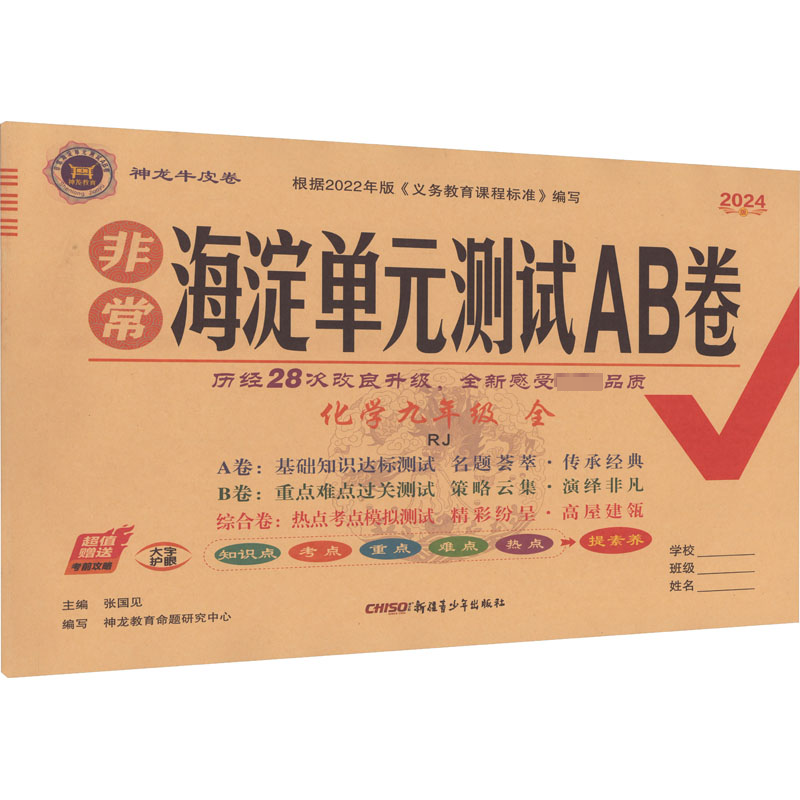 神龙教育
神龙牛皮卷
根据2022年版《义务教育课程标准》编写
2024
非常
海淀单元测试AB卷
历经28次改良升级，全新感受
品质
化学九年级 全
RJ
A卷：基础知识达标测试 名题荟萃·传承经典
B卷：重点难点过关测试 策略云集·演绎非凡
综合卷：热点考点模拟测试 精彩纷呈·高屋建瓴
超值
赠送
考前攻略
大字
护眼
知识点 考点 重点 难点 热点 提素养
学校
班级
姓名
主编 张国见
编写 神龙教育命题研究中心
CHISO 新疆青少年出版社